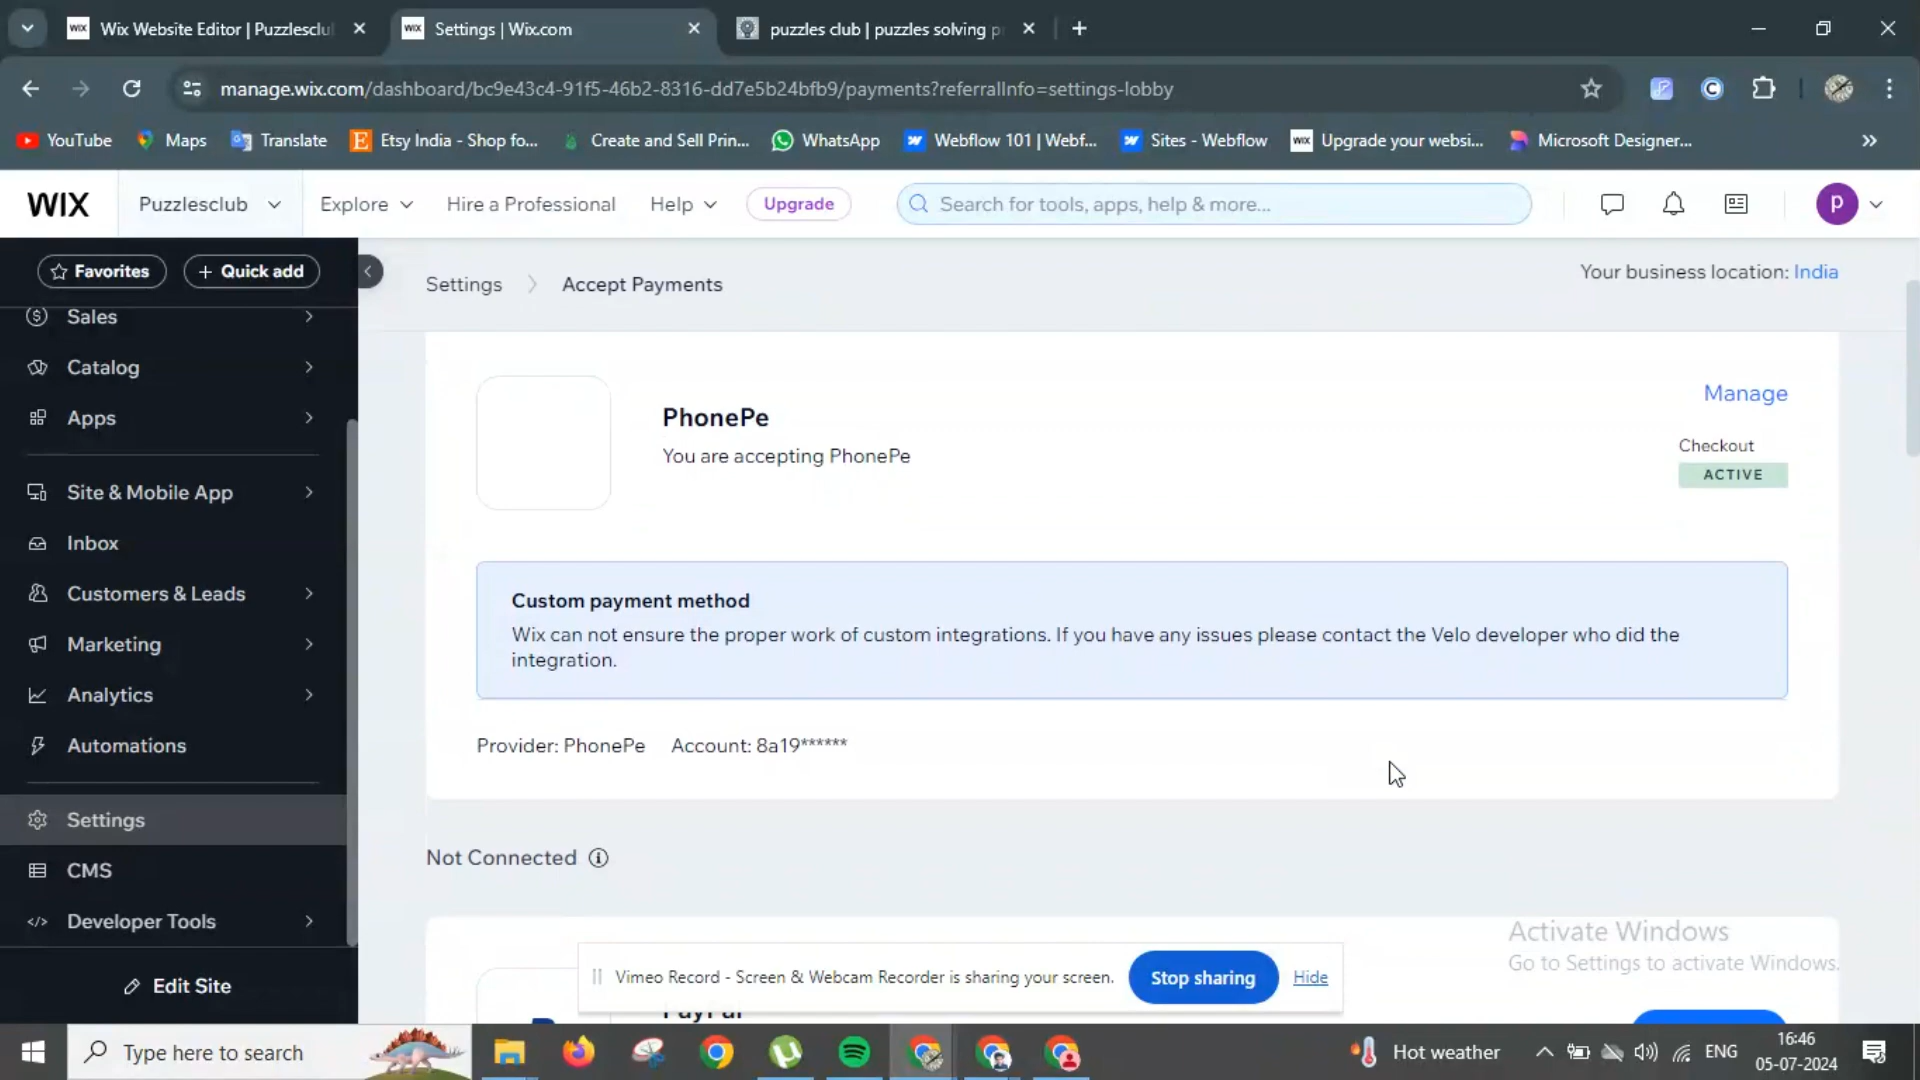 WIX Wix Website Editor | Puzzlesclu
WIX Settings | Wix.com
puzzles club | puzzles solving p
manage.wix.com/dashboard/bc9e43c4-91f5-46b2-8316-dd7e5b24bfb9/payments?referralInfo=settings-lobby
YouTube
Maps
Translate
Etsy India - Shop fo...
Create and Sell Prin...
WhatsApp
Webflow 101 | Webf...
Sites - Webflow
WIX Upgrade your websi...
Microsoft Designer...
WIX
Puzzlesclub
Explore
Hire a Professional
Help
Upgrade
Search for tools, apps, help & more...
P
Favorites
+ Quick add
Sales
Catalog
Apps
Site & Mobile App
Inbox
Customers & Leads
Marketing
Analytics
Automations
Settings
CMS
Developer Tools
Edit Site
Settings > Accept Payments
Your business location: India
PhonePe
You are accepting PhonePe
Manage
Checkout
ACTIVE
Custom payment method
Wix can not ensure the proper work of custom integrations. If you have any issues please contact the Velo developer who did the
integration.
Provider: PhonePe Account: 8a19******
Not Connected
PayPal
Activate Windows
Go to Settings to activate Windows.
Vimeo Record - Screen & Webcam Recorder is sharing your screen.
Stop sharing
Hide
Type here to search
Hot weather
ENG
16:46
05-07-2024